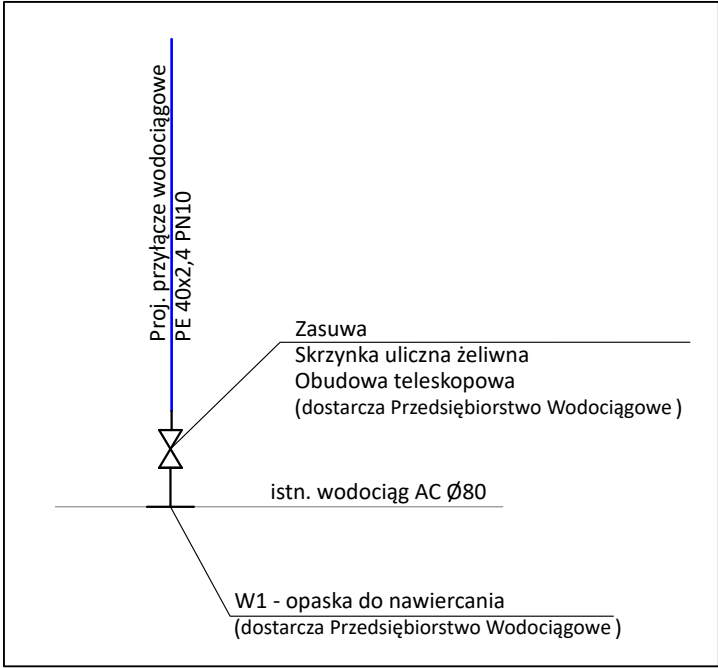 Proj. przyłącze wodociągowe
PE 40x2,4 PN10
Zasuwa
Skrzynka uliczna żeliwna
Obudowa teleskopowa
(dostarcza Przedsiębiorstwo Wodociągowe )
istn. wodociąg AC Ø80
W1 - opaska do nawiercania
(dostarcza Przedsiębiorstwo Wodociągowe )